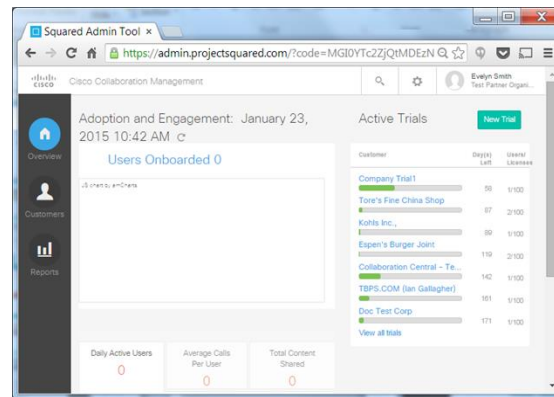 Squared Admin Tool
https://admin.projectsquared.com/?code=MGI0YTc2ZjQtMDEzN
CISCO
Cisco Collaboration Management
Evelyn Smith
Test Partner Organi...
Overview
Customers
Reports
Adoption and Engagement: January 23,
2015 10:42 AM
Users Onboarded 0
JS chart by amCharts
Daily Active Users
0
Average Calls
Per User
0
Total Content
Shared
0
Active Trials
New Trial
Customer
Day(s)
Left
Users/
Licenses
Company Trial1
58
1/100
Tore's Fine China Shop
87
2/100
Kohls Inc.,
89
1/100
Espen's Burger Joint
119
2/100
Collaboration Central - Te...
142
1/100
TBPS.COM (Ian Gallagher)
161
1/100
Doc Test Corp
171
1/100
View all trials